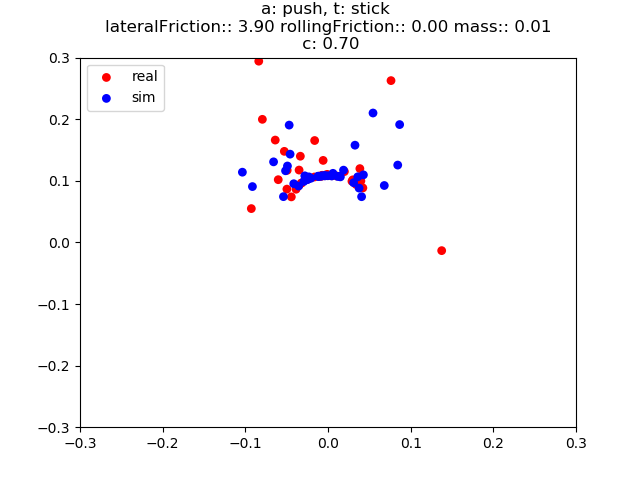 a: push, t: stick
lateralFriction:: 3.90 rollingFriction:: 0.00 mass:: 0.01
c: 0.70
real
sim
0.3
0.2
0.1
0.0
−0.1
−0.2
−0.3
−0.3 −0.2 −0.1 0.0 0.1 0.2 0.3